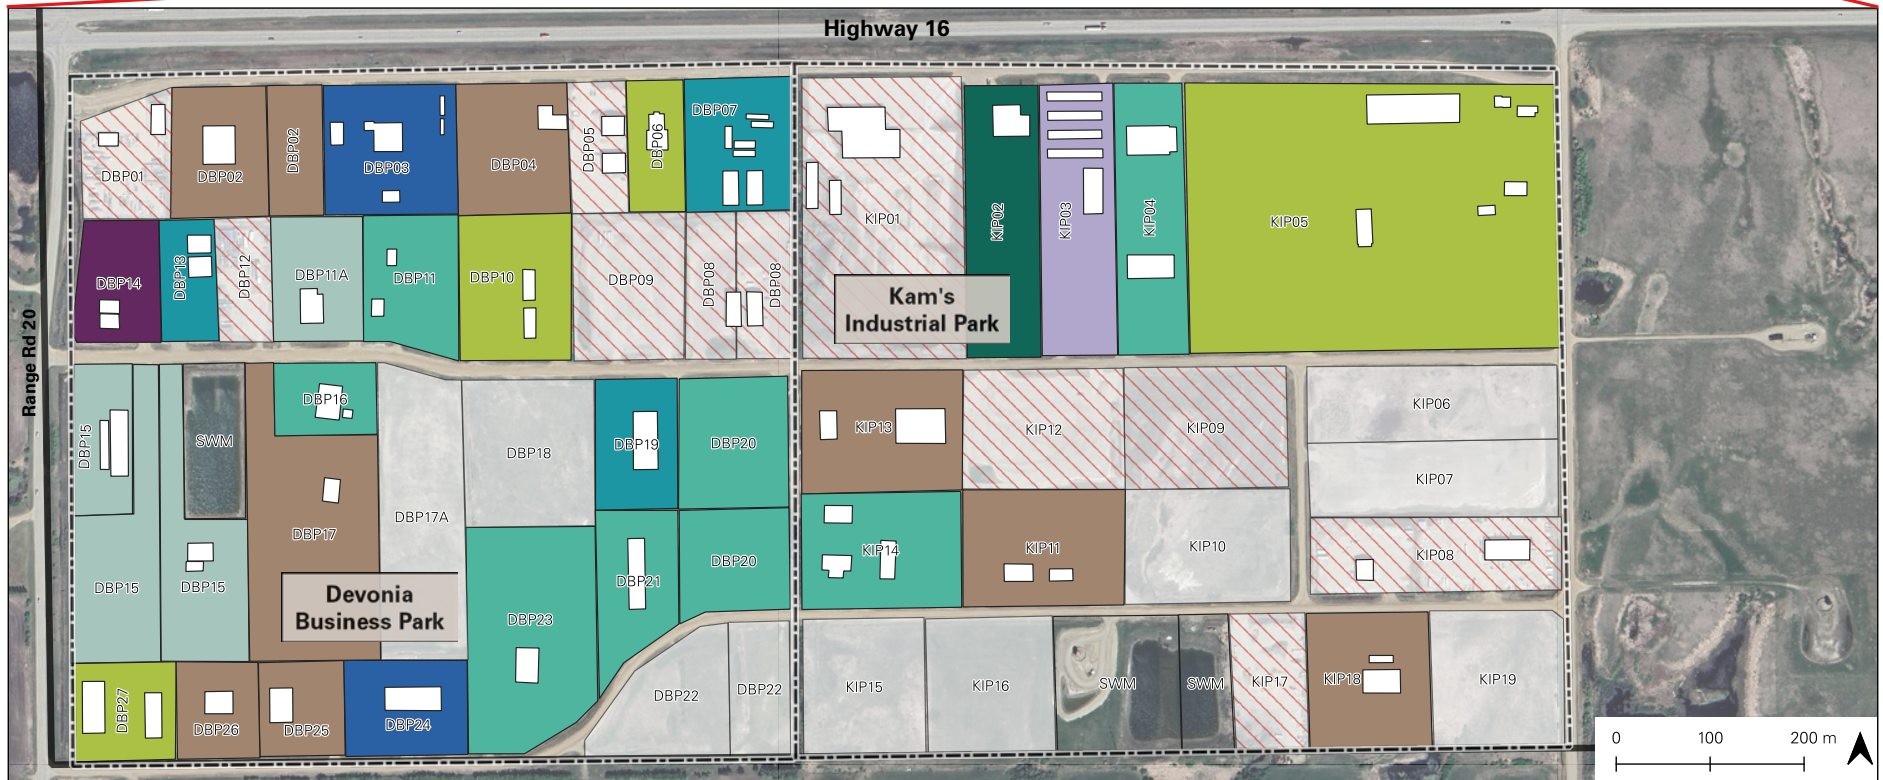 Highway 16
Range Rd 20
DBP01
DBP02
DBP02
DBP03
DBP04
DBP05
DBP06
DBP07
DBP14
DBP13
DBP12
DBP11A
DBP11
DBP10
DBP09
DBP08
DBP08
KIP01
KIP02
KIP03
KIP04
KIP05
Kam's
Industrial Park
DBP15
SWM
DBP16
DBP17
DBP17A
DBP18
DBP19
DBP20
DBP15
DBP15
DBP23
DBP21
DBP20
Devonia
Business Park
DBP27
DBP26
DBP25
DBP24
DBP22
DBP22
KIP13
KIP12
KIP09
KIP06
KIP07
KIP14
KIP11
KIP10
KIP08
KIP15
KIP16
SWM
SWM
KIP17
KIP18
KIP19
0 100 200 m